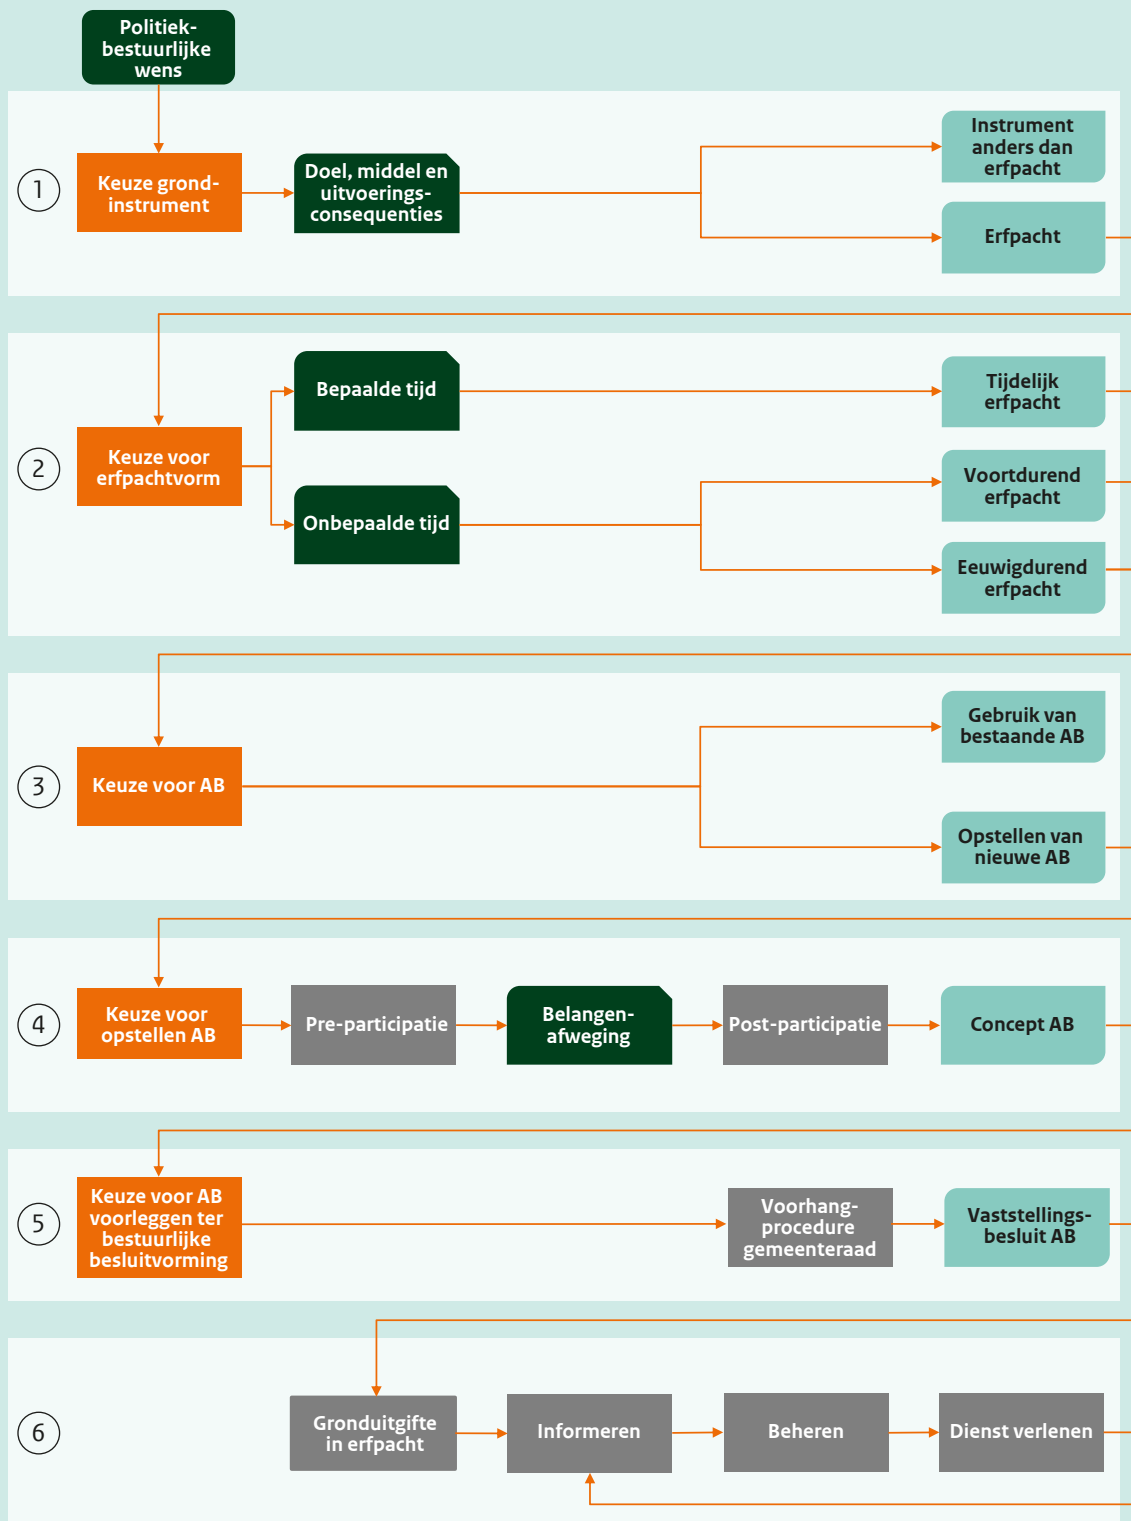 Politiek-
bestuurlijke
wens
1
Keuze grond-
instrument
Doel, middel en
uitvoerings-
consequenties
Instrument
anders dan
erfpacht
Erfpacht
2
Keuze voor
erfpachtvorm
Bepaalde tijd
Onbepaalde tijd
Tijdelijk
erfpacht
Voortdurend
erfpacht
Eeuwigdurend
erfpacht
3
Keuze voor AB
Gebruik van
bestaande AB
Opstellen van
nieuwe AB
4
Keuze voor
opstellen AB
Pre-participatie
Belangen-
afweging
Post-participatie
Concept AB
5
Keuze voor AB
voorleggen ter
bestuurlijke
besluitvorming
Voorhang-
procedure
gemeenteraad
Vaststellings-
besluit AB
6
Gronduitgifte
in erfpacht
Informeren
Beheren
Dienst verlenen